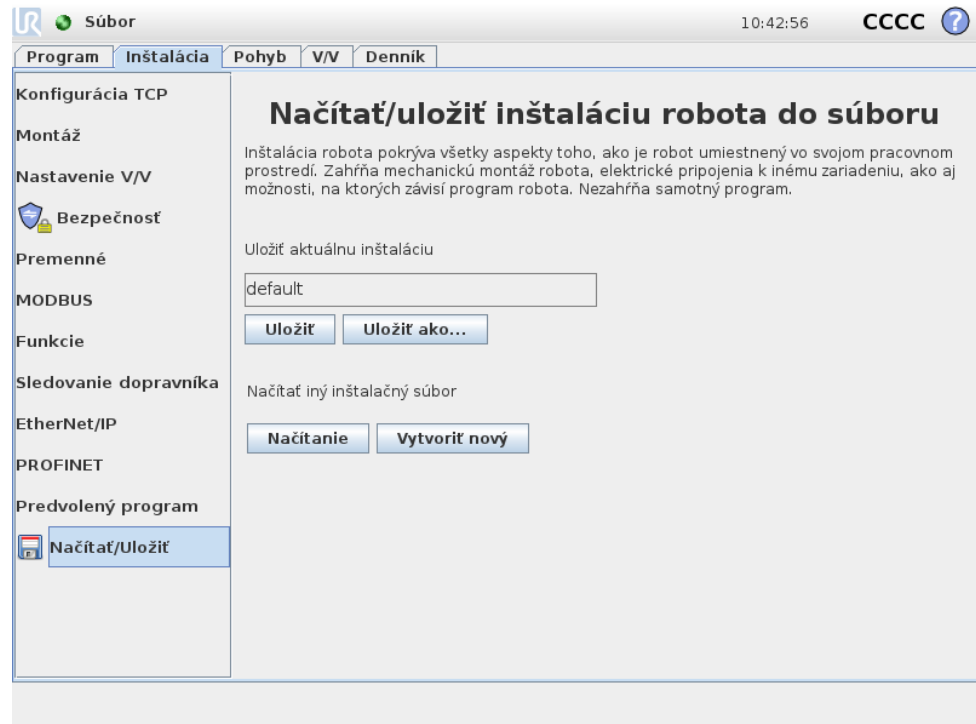 UR Súbor 10:42:56 CCCC ?
Program Inštalácia Pohyb V/V Denník
Konfigurácia TCP
Montáž
Nastavenie V/V
Bezpečnosť
Premenné
MODBUS
Funkcie
Sledovanie dopravníka
EtherNet/IP
PROFINET
Predvolený program
Načítať/Uložiť
Načítať/uložiť inštaláciu robota do súboru
Inštalácia robota pokrýva všetky aspekty toho, ako je robot umiestnený vo svojom pracovnom
prostredí. Zahŕňa mechanickú montáž robota, elektrické pripojenia k inému zariadeniu, ako aj
možnosti, na ktorých závisí program robota. Nezahŕňa samotný program.
Uložiť aktuálnu inštaláciu
default
Uložiť Uložiť ako...
Načítať iný inštalačný súbor
Načítanie Vytvoriť nový